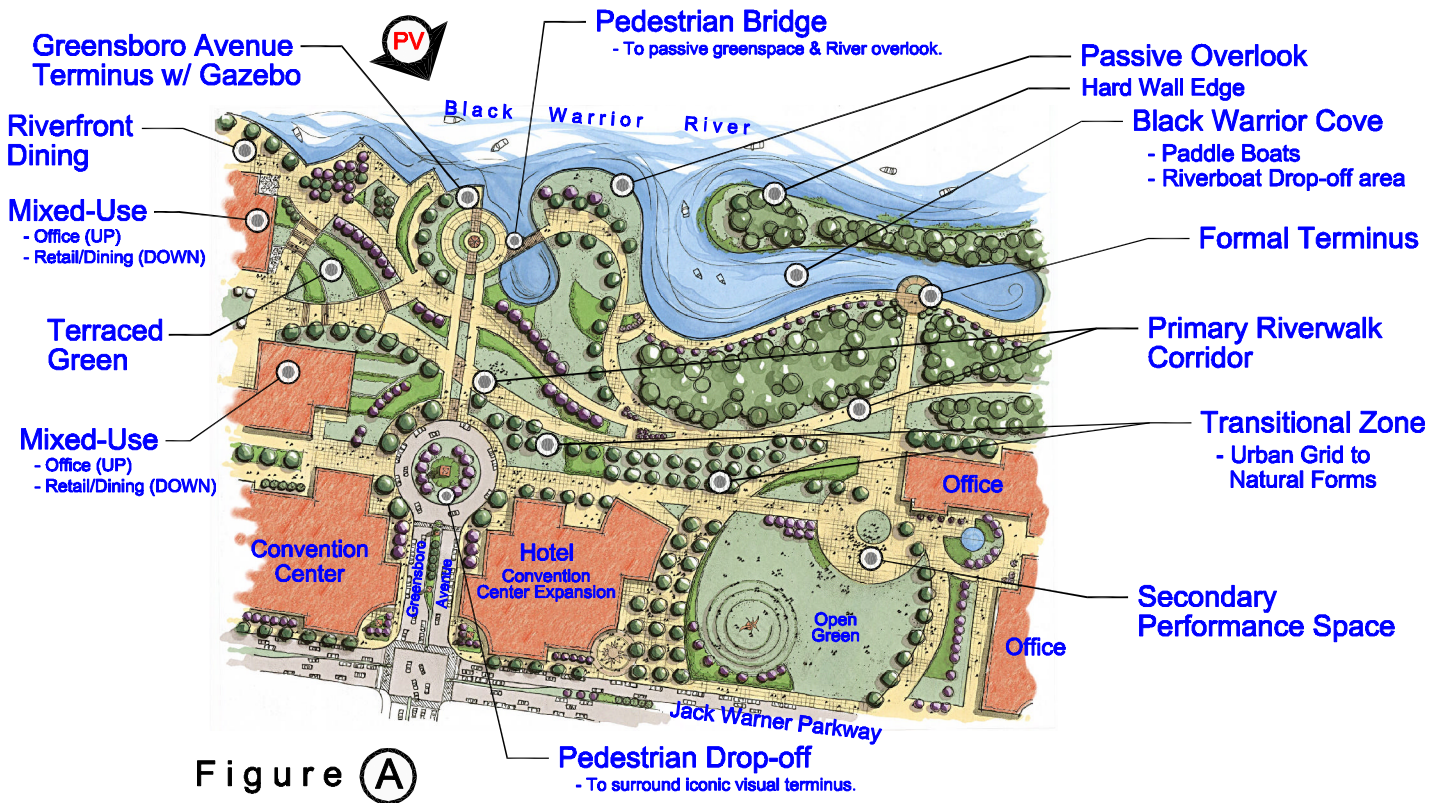 PV
Greensboro Avenue
Terminus w/ Gazebo
Pedestrian Bridge
- To passive greenspace & River overlook.
Passive Overlook
Hard Wall Edge
Black Warrior River
Riverfront
Dining
Black Warrior Cove
- Paddle Boats
- Riverboat Drop-off area
Mixed-Use
- Office (UP)
- Retail/Dining (DOWN)
Formal Terminus
Terraced
Green
Primary Riverwalk
Corridor
Mixed-Use
- Office (UP)
- Retail/Dining (DOWN)
Transitional Zone
- Urban Grid to
Natural Forms
Office
Convention
Center
Greensboro
Avenue
Hotel
Convention
Center Expansion
Open
Green
Secondary
Performance Space
Office
Jack Warner Parkway
Pedestrian Drop-off
- To surround iconic visual terminus.
Figure A